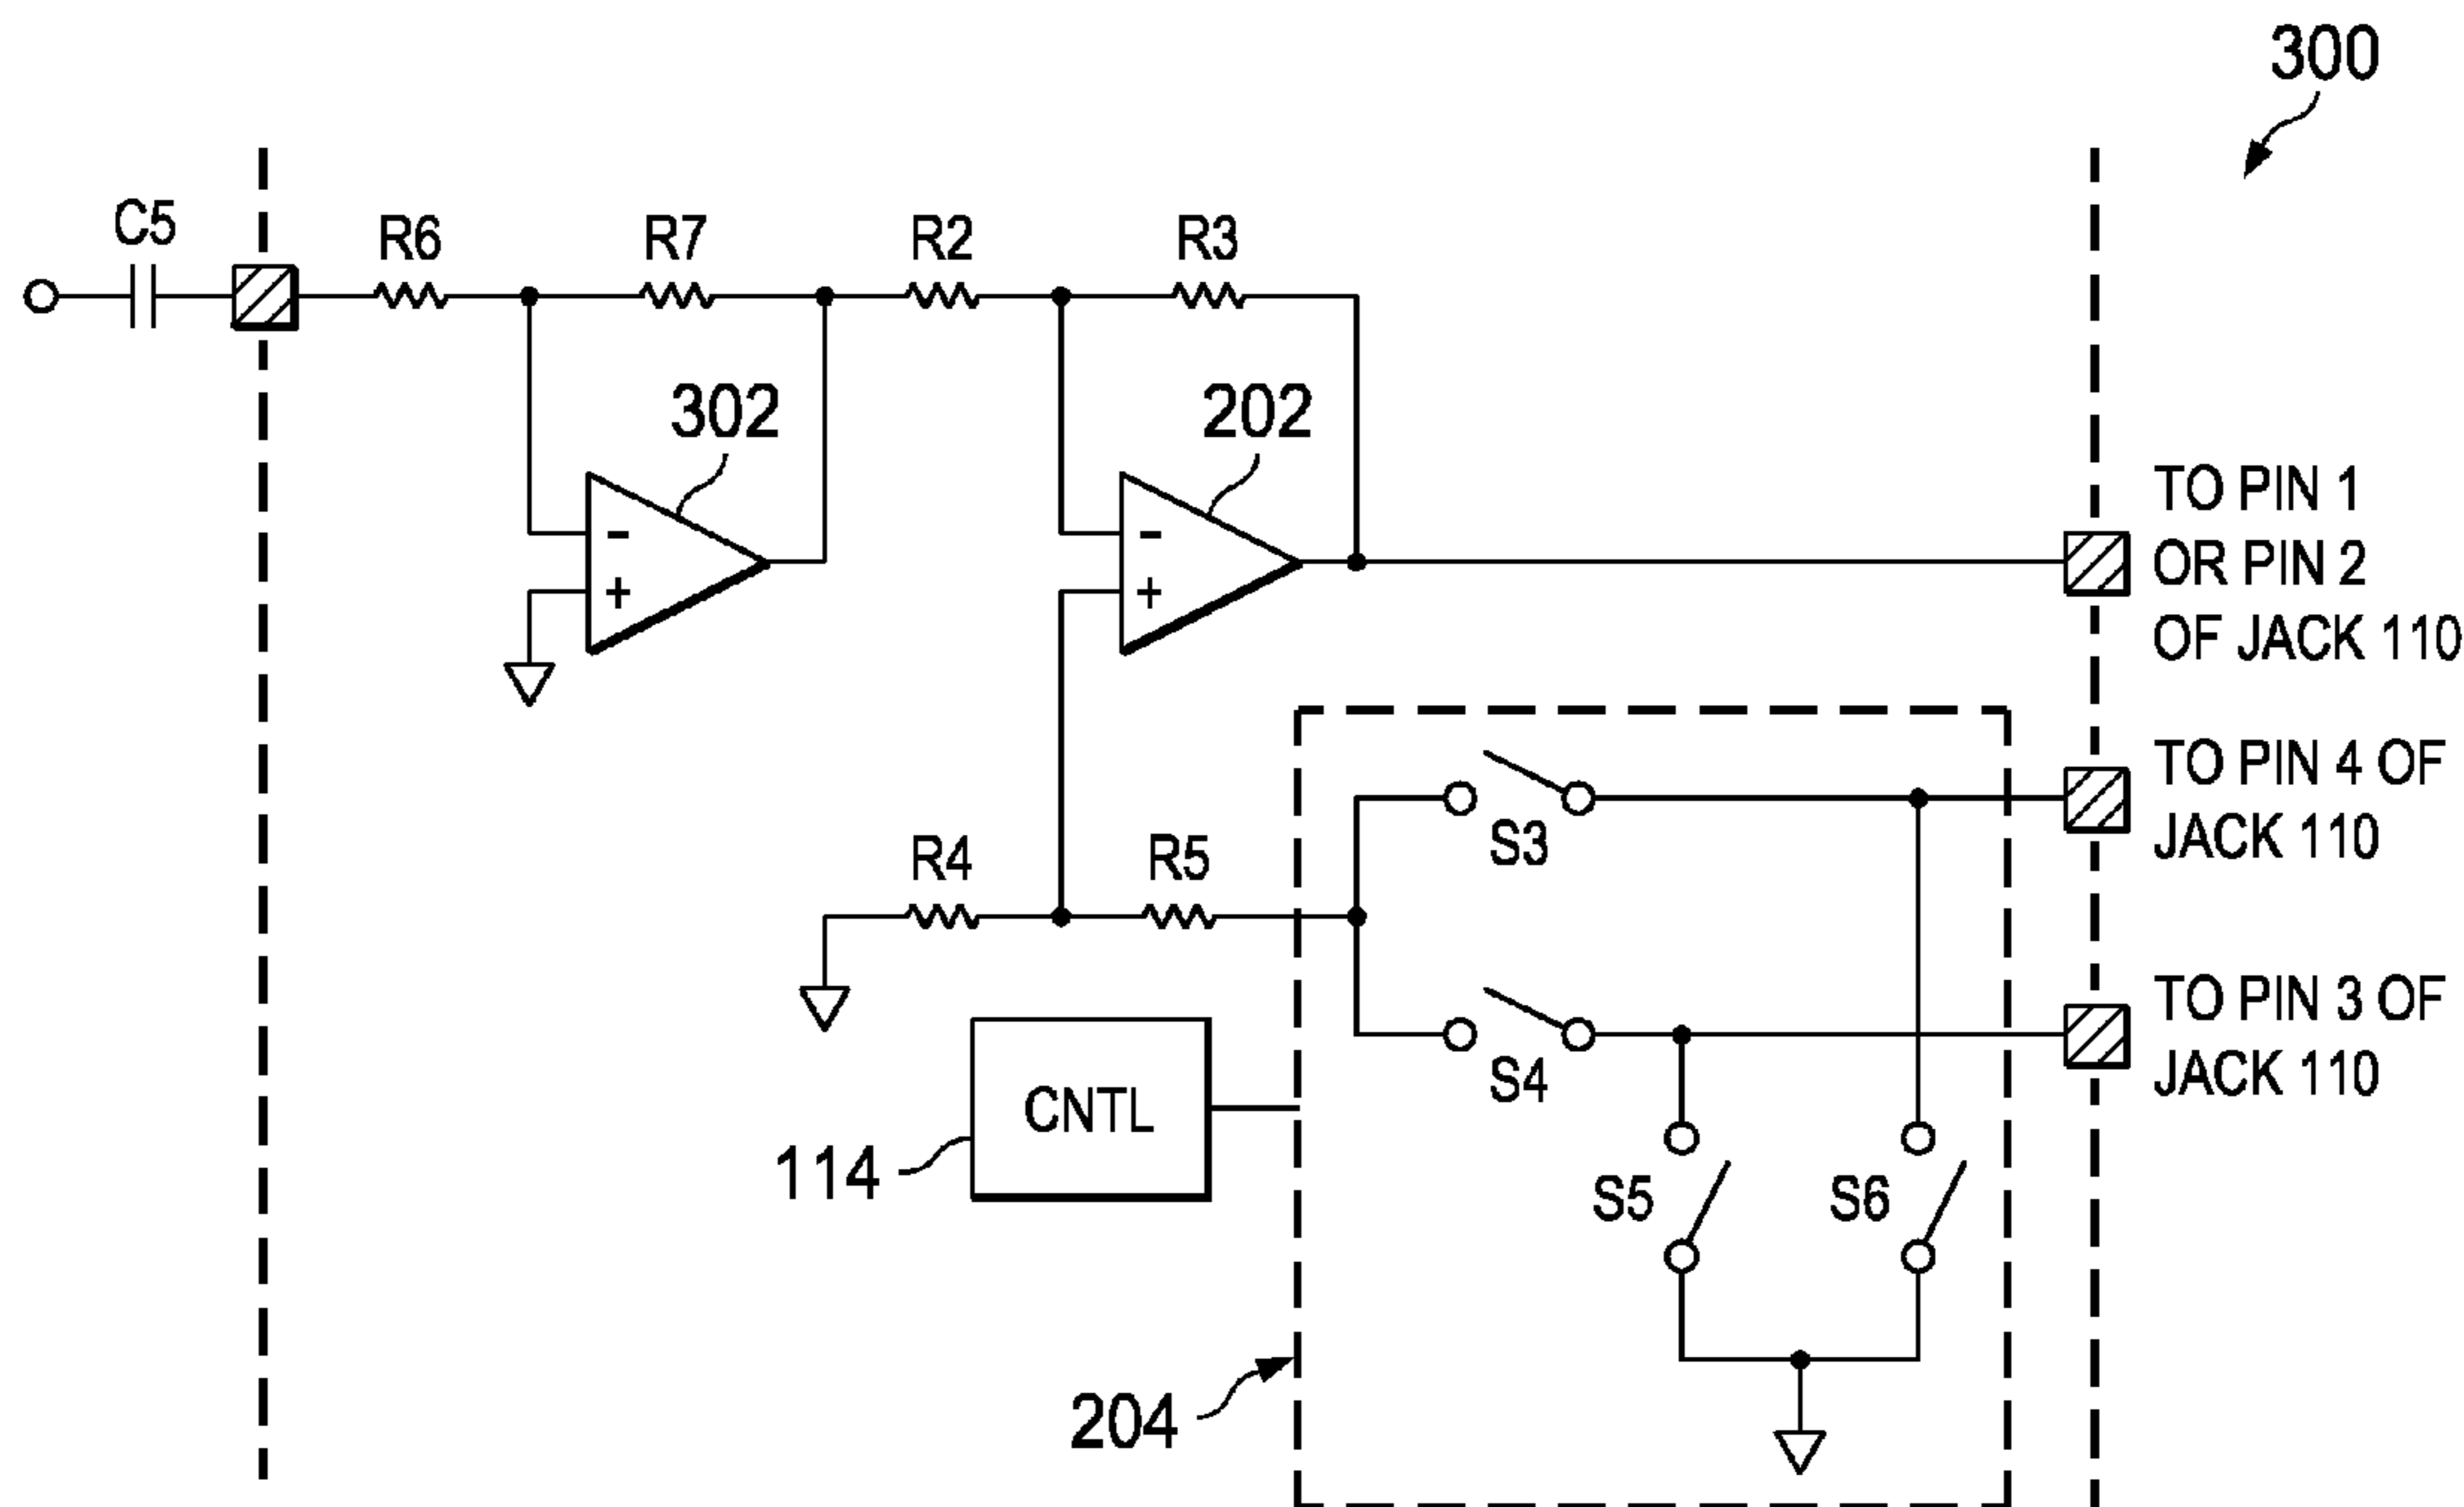 300
C5
R6
R7
R2
R3
302
202
-
+
-
+
TO PIN 1
OR PIN 2
OF JACK 110
S3
TO PIN 4 OF
JACK 110
R4
R5
S4
TO PIN 3 OF
JACK 110
CNTL
114
S5
S6
204